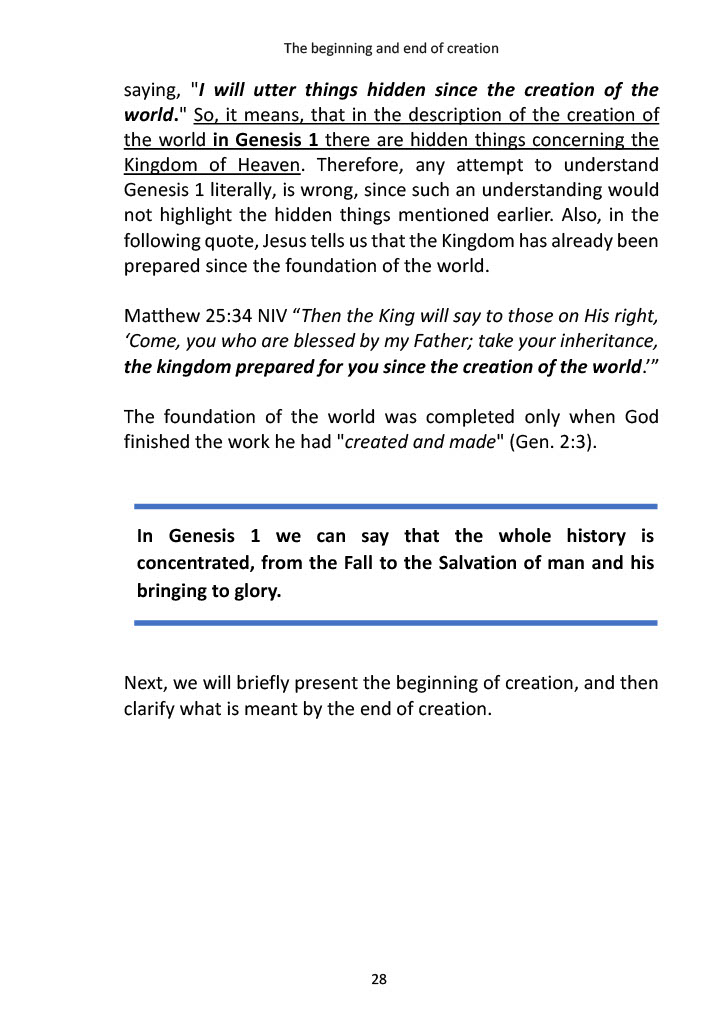 The beginning and end of creation
saying, "I will utter things hidden since the creation of the
world." So, it means, that in the description of the creation of
the world in Genesis 1 there are hidden things concerning the
Kingdom of Heaven. Therefore, any attempt to understand
Genesis 1 literally, is wrong, since such an understanding would
not highlight the hidden things mentioned earlier. Also, in the
following quote, Jesus tells us that the Kingdom has already been
prepared since the foundation of the world.
Matthew 25:34 NIV “Then the King will say to those on His right,
‘Come, you who are blessed by my Father; take your inheritance,
the kingdom prepared for you since the creation of the world.’”
The foundation of the world was completed only when God
finished the work he had "created and made" (Gen. 2:3).
In Genesis 1 we can say that the whole history is
concentrated, from the Fall to the Salvation of man and his
bringing to glory.
Next, we will briefly present the beginning of creation, and then
clarify what is meant by the end of creation.
28